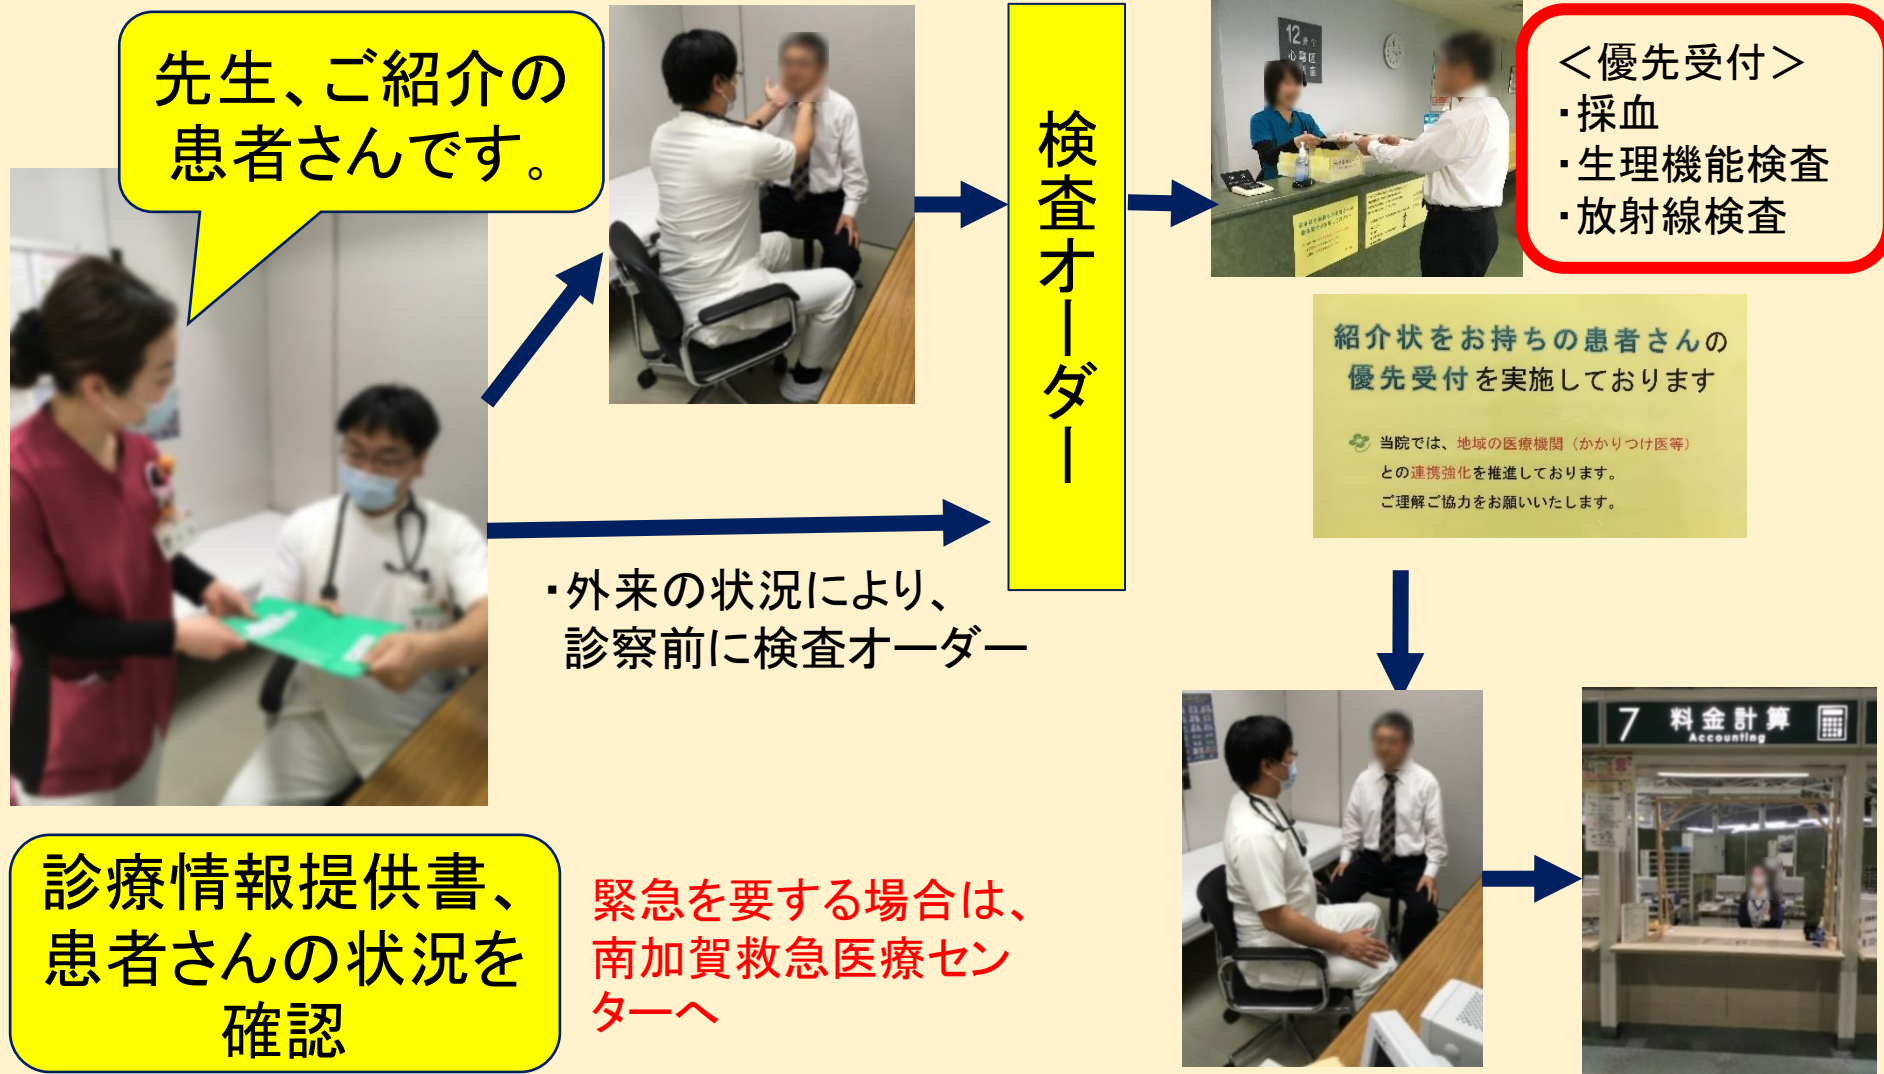 先生、ご紹介の
患者さんです。
検査オーダー
12
＜優先受付＞
・採血
・生理機能検査
・放射線検査
紹介状をお持ちの患者さんの
優先受付を実施しております
当院では、地域の医療機関（かかりつけ医等）
との連携強化を推進しております。
ご理解ご協力をお願いいたします。
・外来の状況により、
診察前に検査オーダー
7 料金計算
Accounting
診療情報提供書、
患者さんの状況を
確認
緊急を要する場合は、
南加賀救急医療セン
ターへ